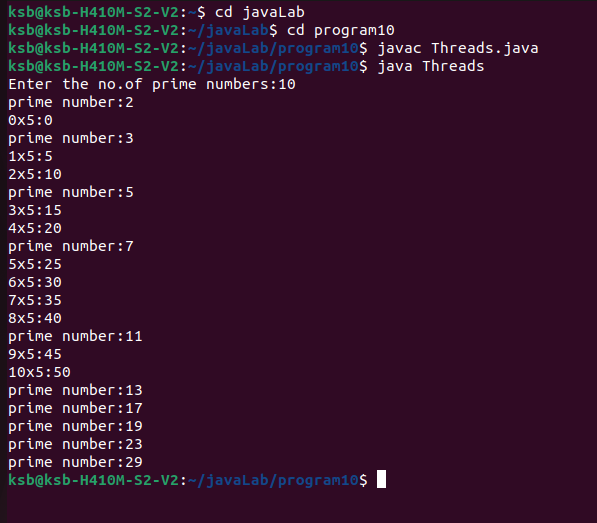 ksb@ksb-H410M-S2-V2:~$ cd javaLab
ksb@ksb-H410M-S2-V2:~/javaLab$ cd program10
ksb@ksb-H410M-S2-V2:~/javaLab/program10$ javac Threads.java
ksb@ksb-H410M-S2-V2:~/javaLab/program10$ java Threads
Enter the no.of prime numbers:10
prime number:2
0x5:0
prime number:3
1x5:5
2x5:10
prime number:5
3x5:15
4x5:20
prime number:7
5x5:25
6x5:30
7x5:35
8x5:40
prime number:11
9x5:45
10x5:50
prime number:13
prime number:17
prime number:19
prime number:23
prime number:29
ksb@ksb-H410M-S2-V2:~/javaLab/program10$